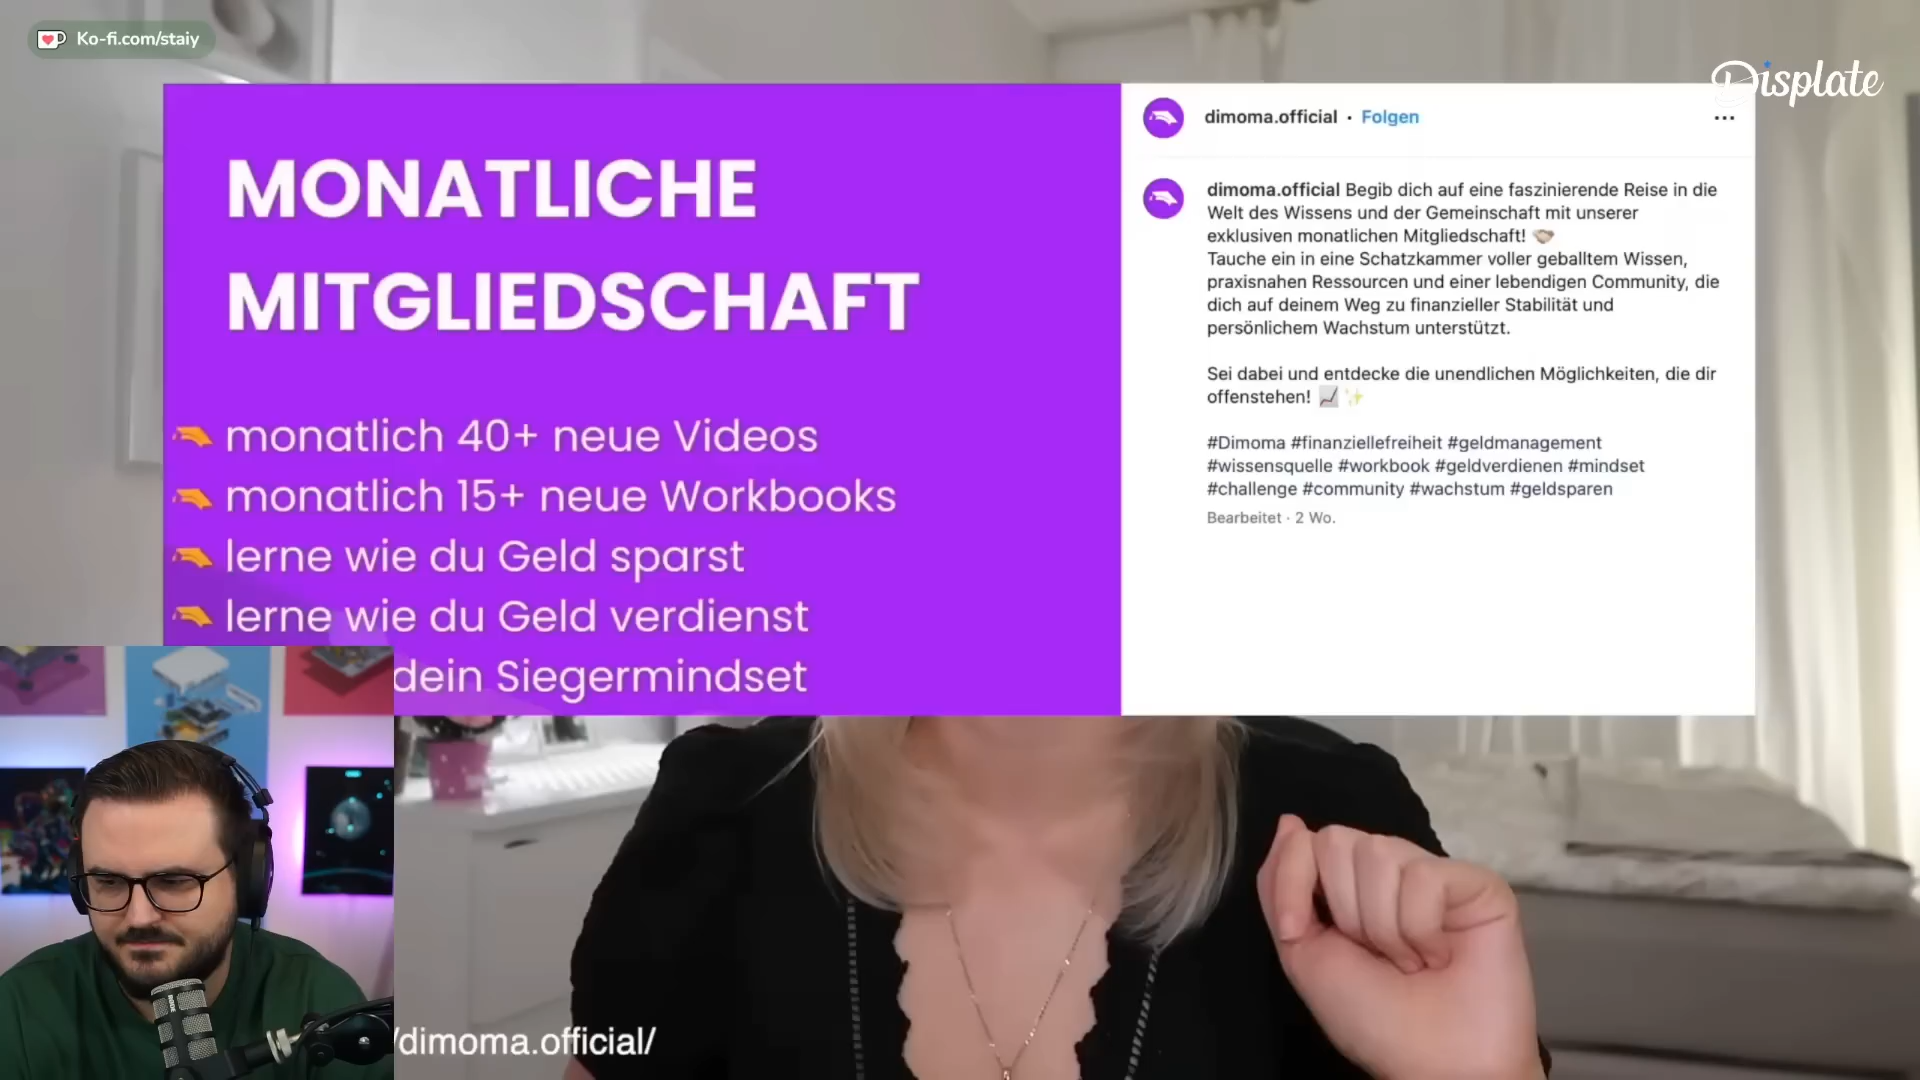 Ko-fi.com/staiy
Displate
MONATLICHE
MITGLIEDSCHAFT
monatlich 40+ neue Videos
monatlich 15+ neue Workbooks
lerne wie du Geld sparst
lerne wie du Geld verdienst
dein Siegermindset
dimoma.official • Folgen
dimoma.official Begib dich auf eine faszinierende Reise in die
Welt des Wissens und der Gemeinschaft mit unserer
exklusiven monatlichen Mitgliedschaft! 🤝
Tauche ein in eine Schatzkammer voller geballtem Wissen,
praxisnahen Ressourcen und einer lebendigen Community, die
dich auf deinem Weg zu finanzieller Stabilität und
persönlichem Wachstum unterstützt.
Sei dabei und entdecke die unendlichen Möglichkeiten, die dir
offenstehen! 📈 ✨
#Dimoma #finanziellefreiheit #geldmanagement
#wissensquelle #workbook #geldverdienen #mindset
#challenge #community #wachstum #geldsparen
Bearbeitet · 2 Wo.
/dimoma.official/